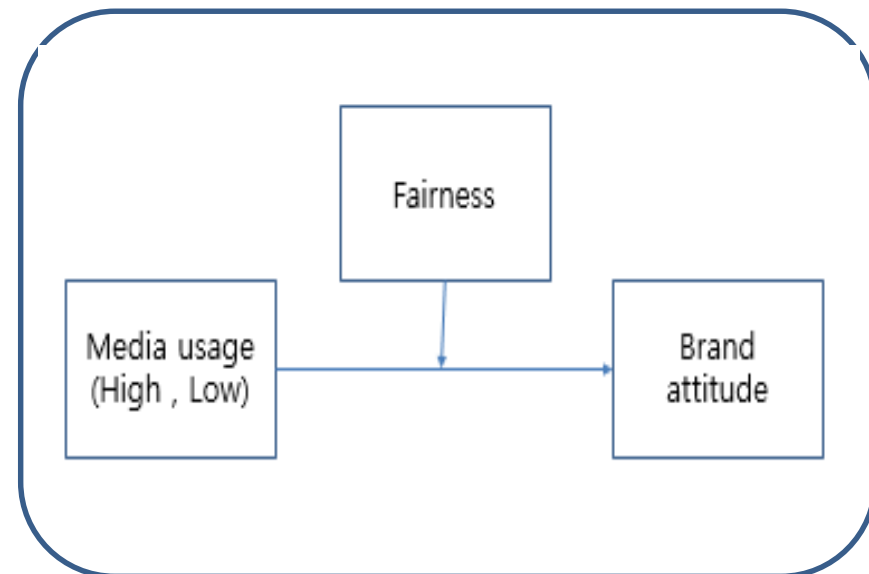 Fairness
Media usage
(High , Low)
Brand
attitude